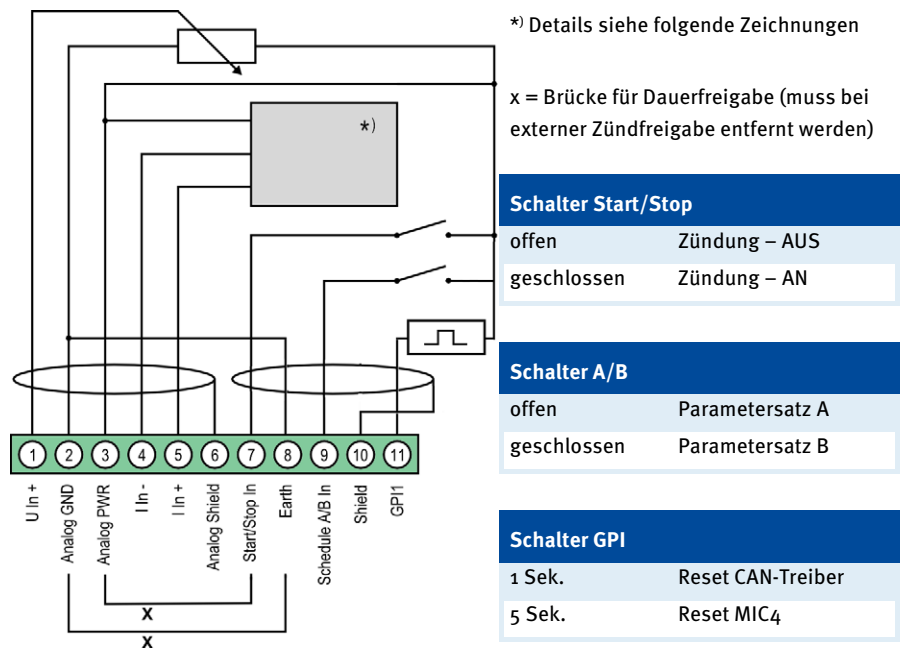 *) Details siehe folgende Zeichnungen
x = Brücke für Dauerfreigabe (muss bei
externer Zündfreigabe entfernt werden)
*)
Schalter Start/Stop
offen Zündung – AUS
geschlossen Zündung – AN
Schalter A/B
offen Parametersatz A
geschlossen Parametersatz B
Schalter GPI
1 Sek. Reset CAN-Treiber
5 Sek. Reset MIC4
1 2 3 4 5 6 7 8 9 10 11
U In +
Analog GND
Analog PWR
I In -
I In +
Analog Shield
Start/Stop In
Earth
Schedule A/B In
Shield
GPI1
X
X